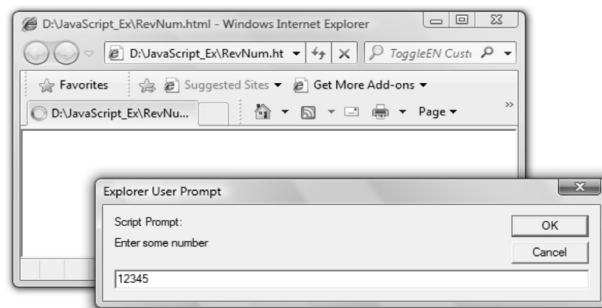 D:\JavaScript_Ex\RevNum.html - Windows Internet Explorer
D:\JavaScript_Ex\RevNum.ht ToggleEN Cust
Favorites Suggested Sites Get More Add-ons
D:\JavaScript_Ex\RevNu... Page »
Explorer User Prompt
Script Prompt: OK
Enter some number
Cancel
12345